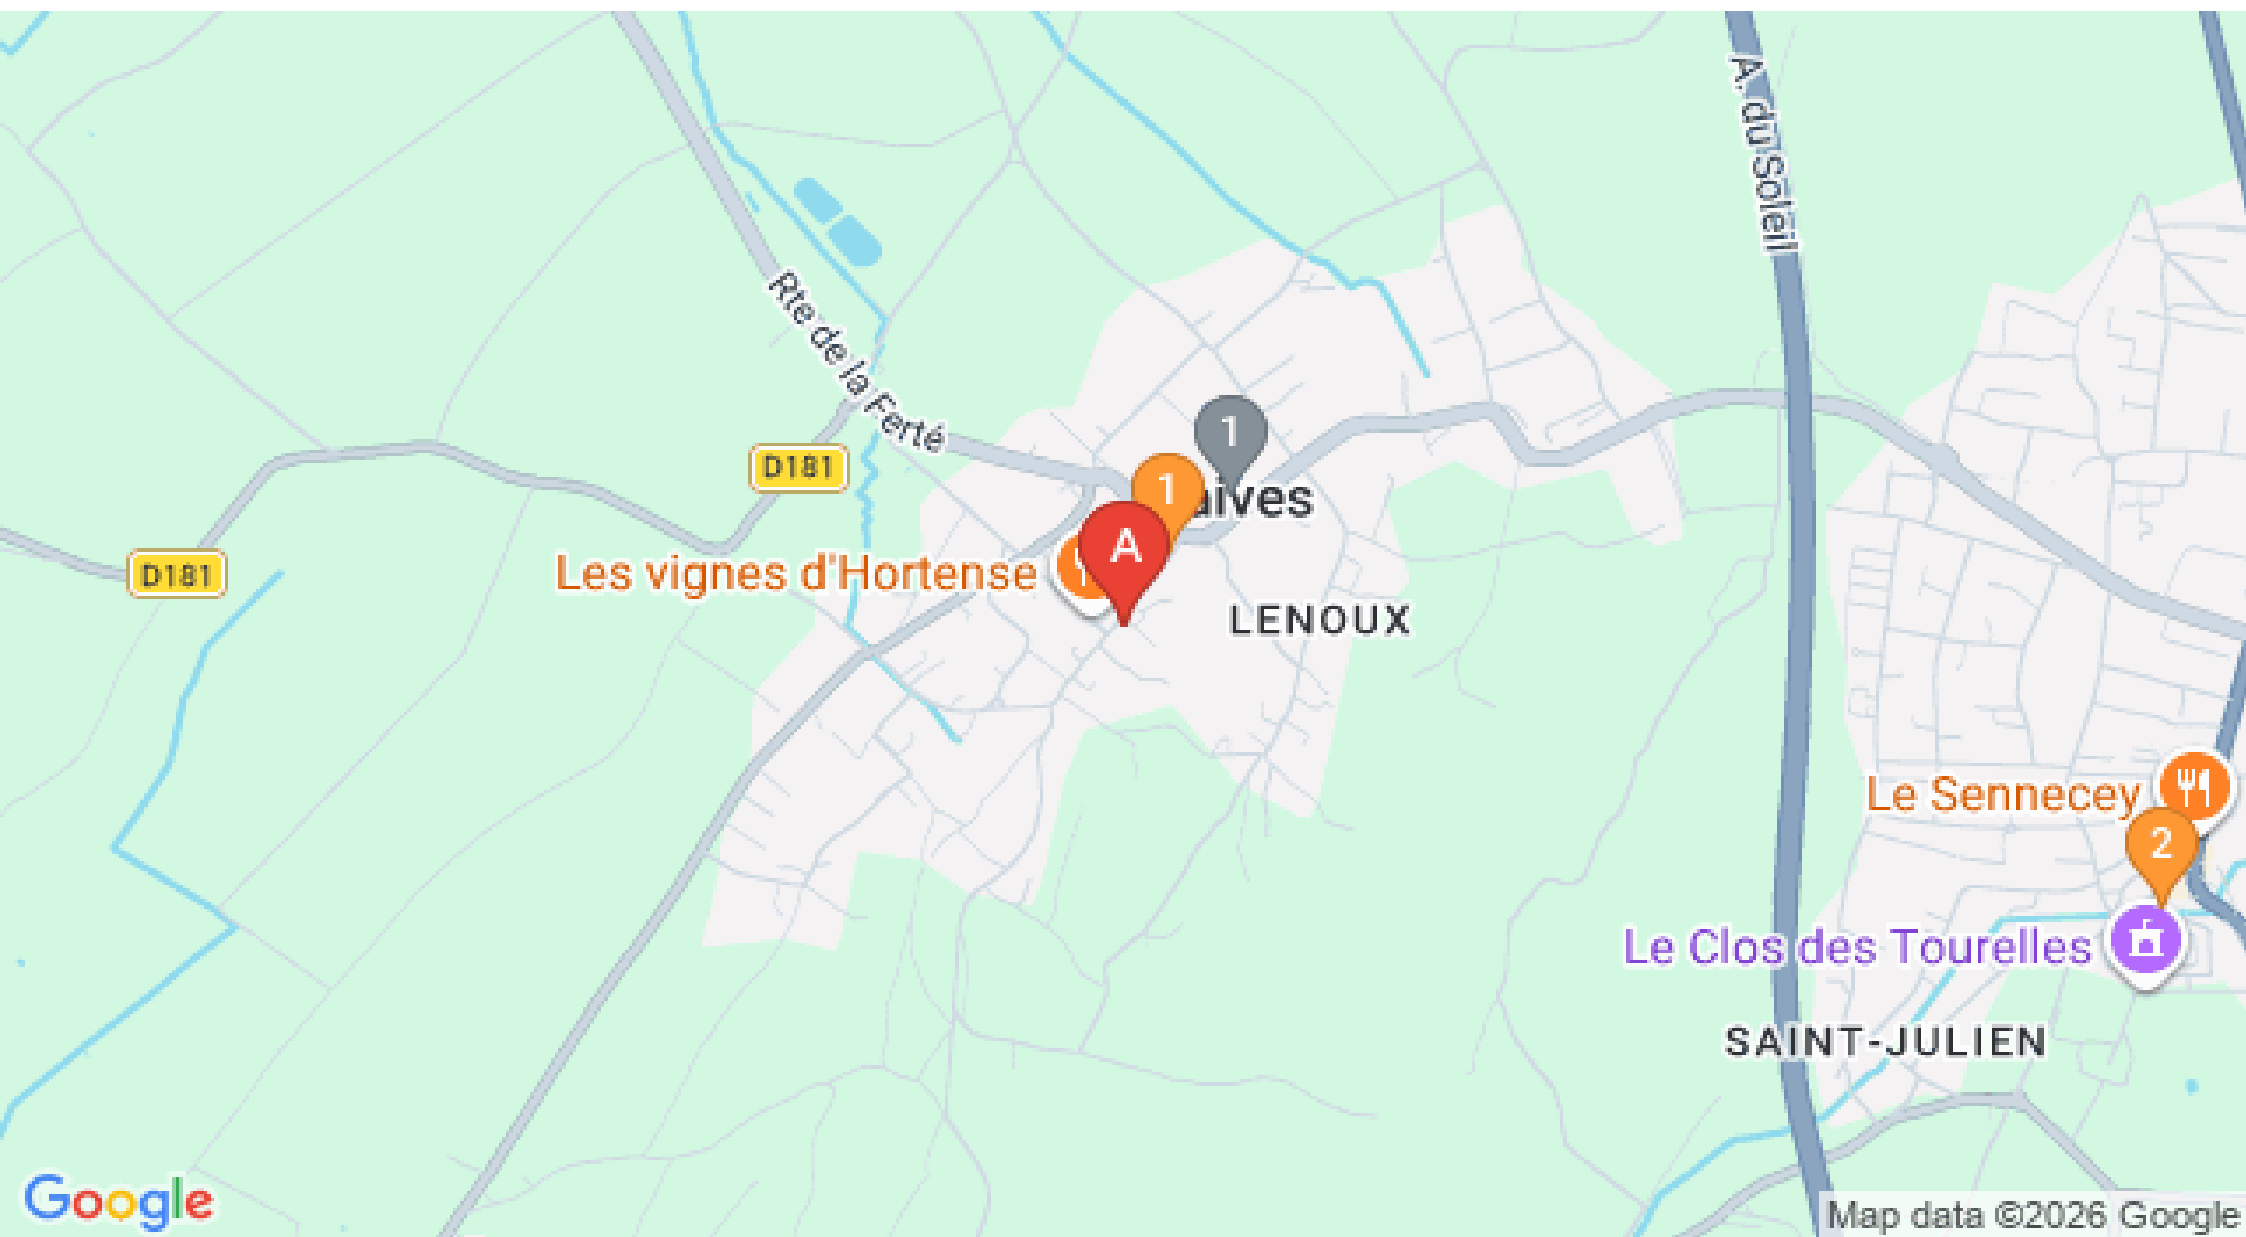 A. du Soleil
Rte de la Ferté
D181
1
1
aives
A
Les vignes d'Hortense
D181
LENOUX
Le Sennecey
2
Le Clos des Tourelles
SAINT-JULIEN
Google
Map data ©2026 Google